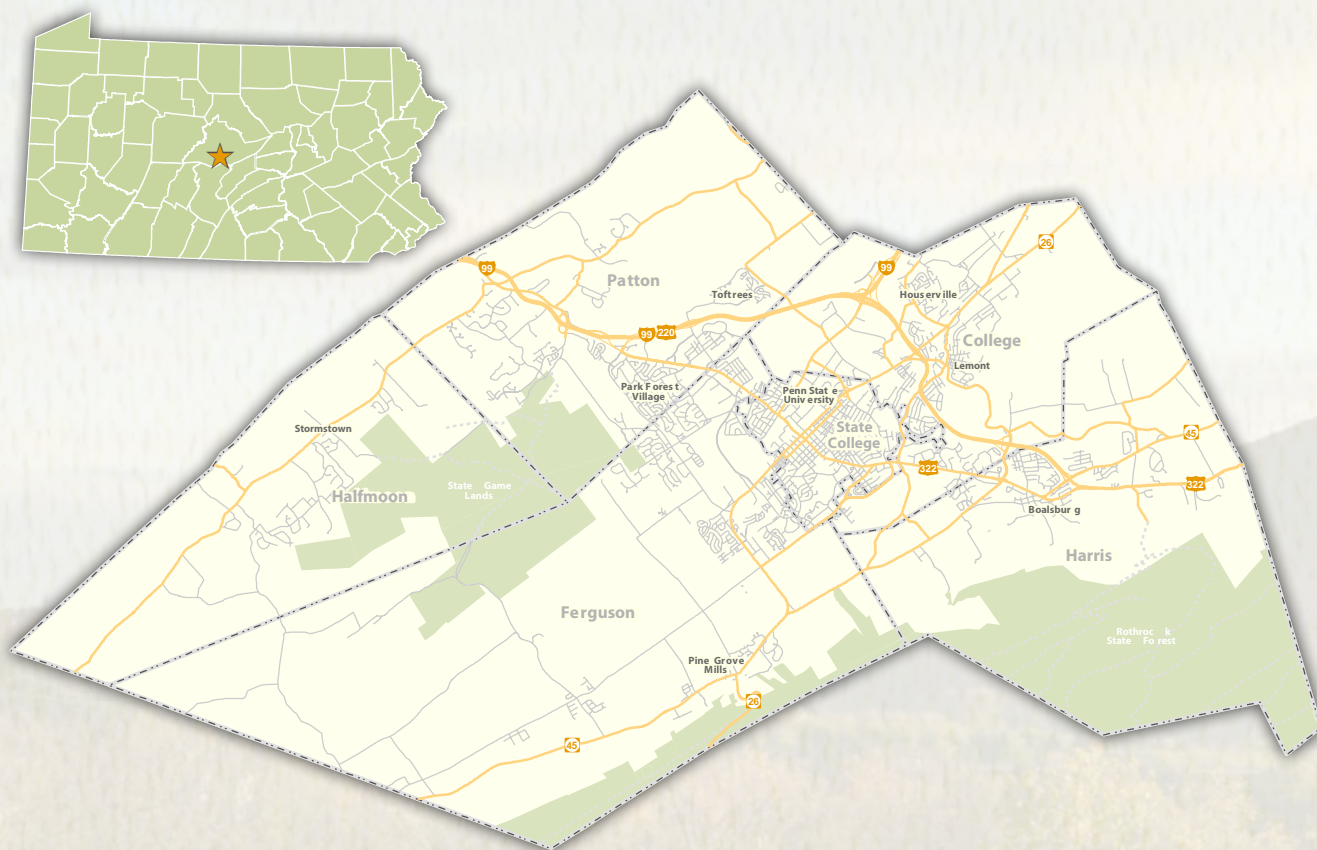 26
99
99
Patton
Toftrees
Houserville
99 220
College
Lemont
Park Forest
Village
Penn State
University
Stormstown
State
College
45
322
322
Halfmoon
State Game
Lands
Boalsburg
Harris
Ferguson
Rothrock
State Forest
Pine Grove
Mills
26
45